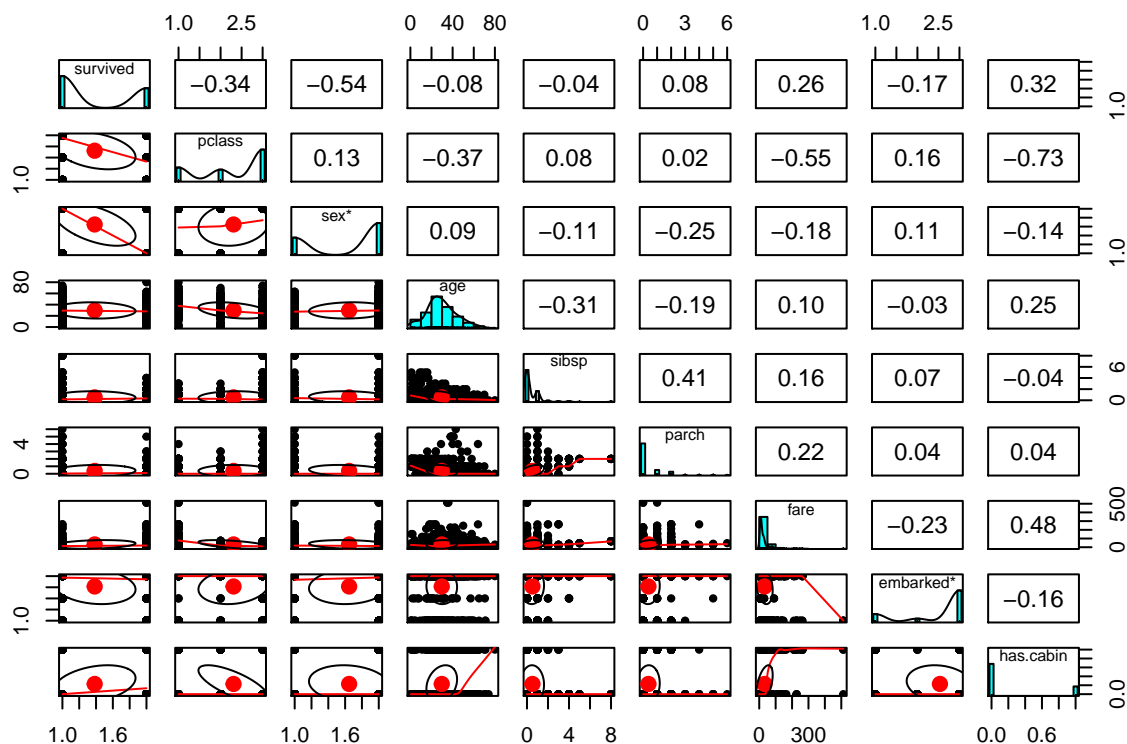 1.0 2.5 0 40 80 0 2 4 6 1.0 2.5
survived −0.34 −0.54 −0.08 −0.04 0.08 0.26 −0.17 0.32 1.0
1.0 pclass 0.13 −0.37 0.08 0.02 −0.55 0.16 −0.73
sex* 0.09 −0.11 −0.25 −0.18 0.11 −0.14 1.0
0 80 age −0.31 −0.19 0.10 −0.03 0.25
sibsp 0.41 0.16 0.07 −0.04 0 6
0 4 parch 0.22 0.04 0.04
fare −0.23 0.48 0 500
1.0 embarked* −0.16
has.cabin 0.0
1.0 1.6 1.0 1.6 0 4 8 0 300 0.0 0.6